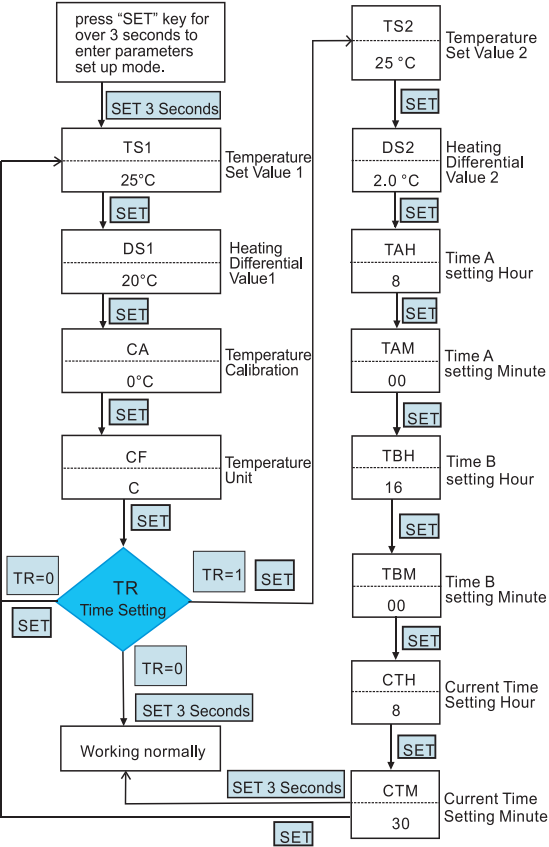 press “SET” key for
over 3 seconds to
enter parameters
set up mode.
SET 3 Seconds
TS1
25°C
Temperature
Set Value 1
SET
DS1
20°C
Heating
Differential
Value1
SET
CA
0°C
Temperature
Calibration
SET
CF
C
Temperature
Unit
SET
TR
Time Setting
TR=0
SET
TR=1
SET
TR=0
SET 3 Seconds
Working normally
TS2
25 °C
Temperature
Set Value 2
SET
DS2
2.0 °C
Heating
Differential
Value 2
SET
TAH
8
Time A
setting Hour
SET
TAM
00
Time A
setting Minute
SET
TBH
16
Time B
setting Hour
SET
TBM
00
Time B
setting Minute
SET
CTH
8
Current Time
Setting Hour
SET
CTM
30
Current Time
Setting Minute
SET 3 Seconds
SET